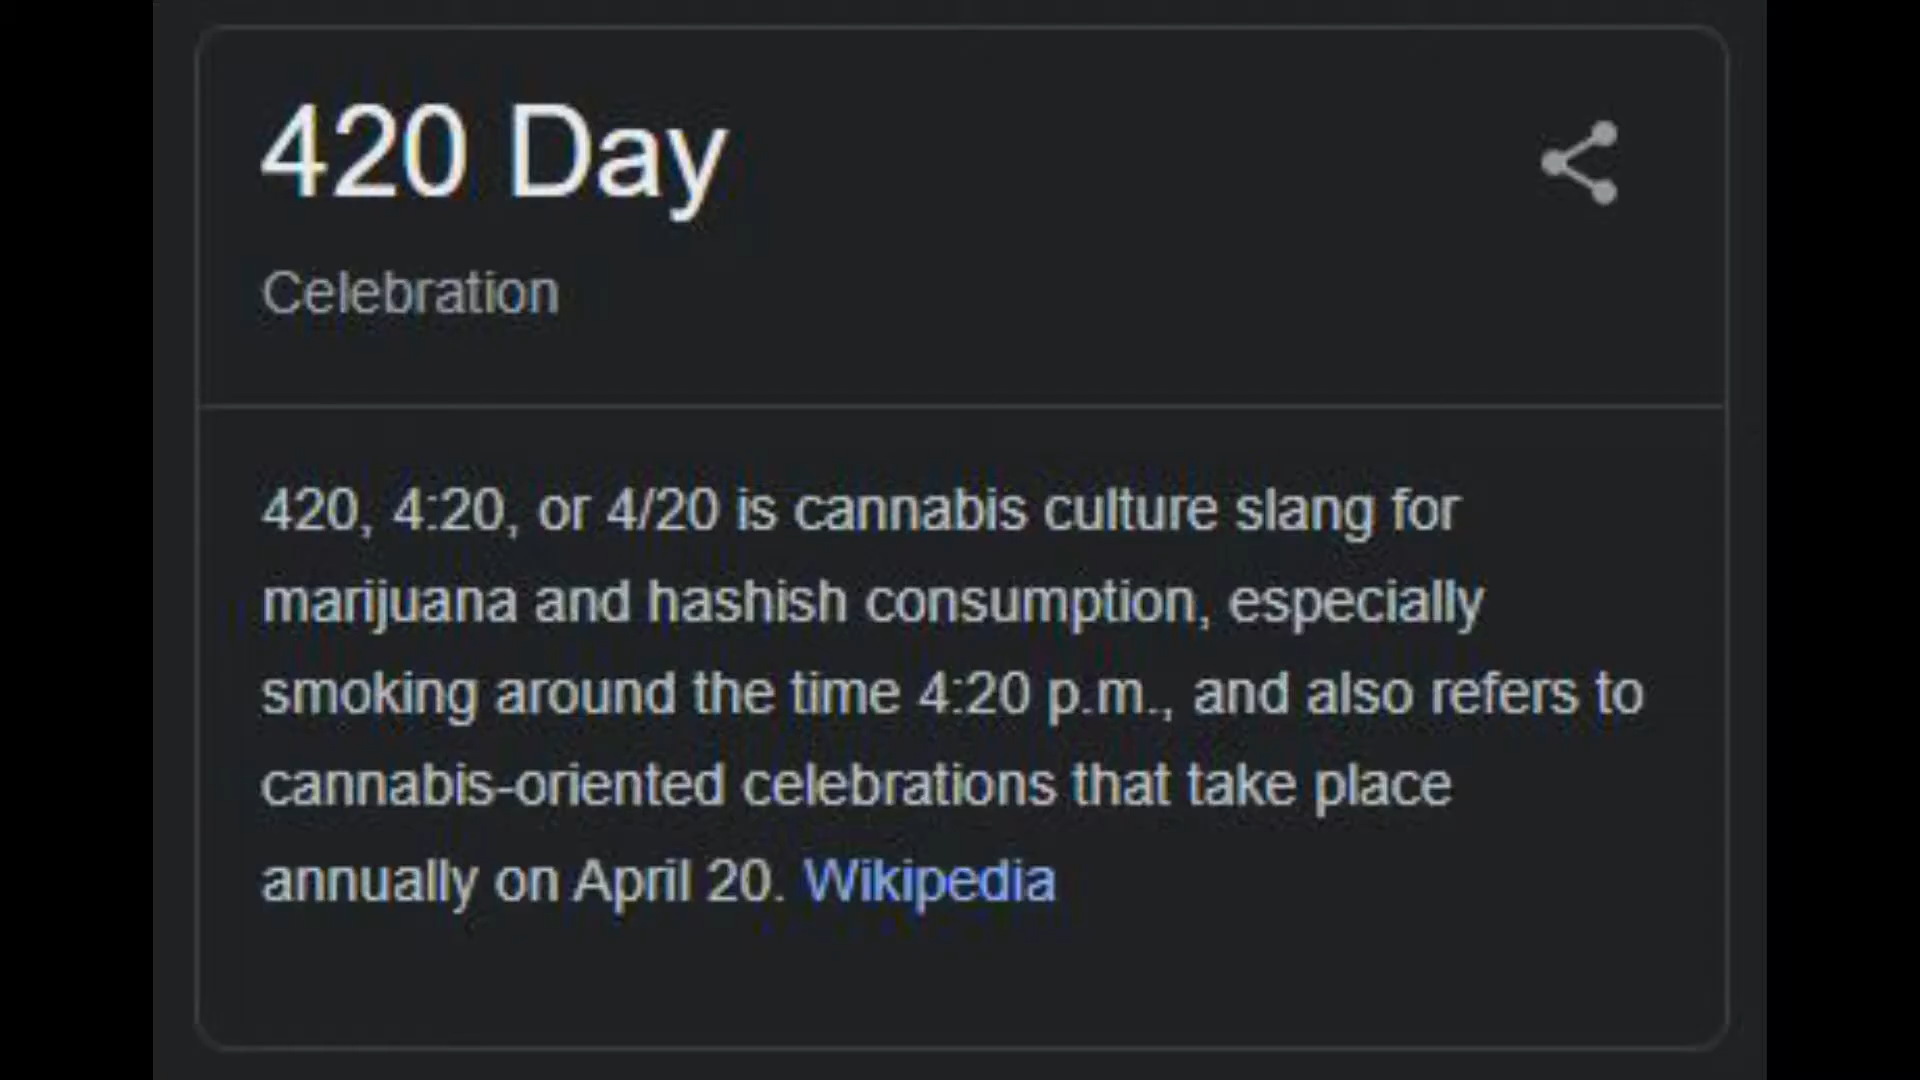 420 Day
Celebration
420, 4:20, or 4/20 is cannabis culture slang for
marijuana and hashish consumption, especially
smoking around the time 4:20 p.m., and also refers to
cannabis-oriented celebrations that take place
annually on April 20. Wikipedia